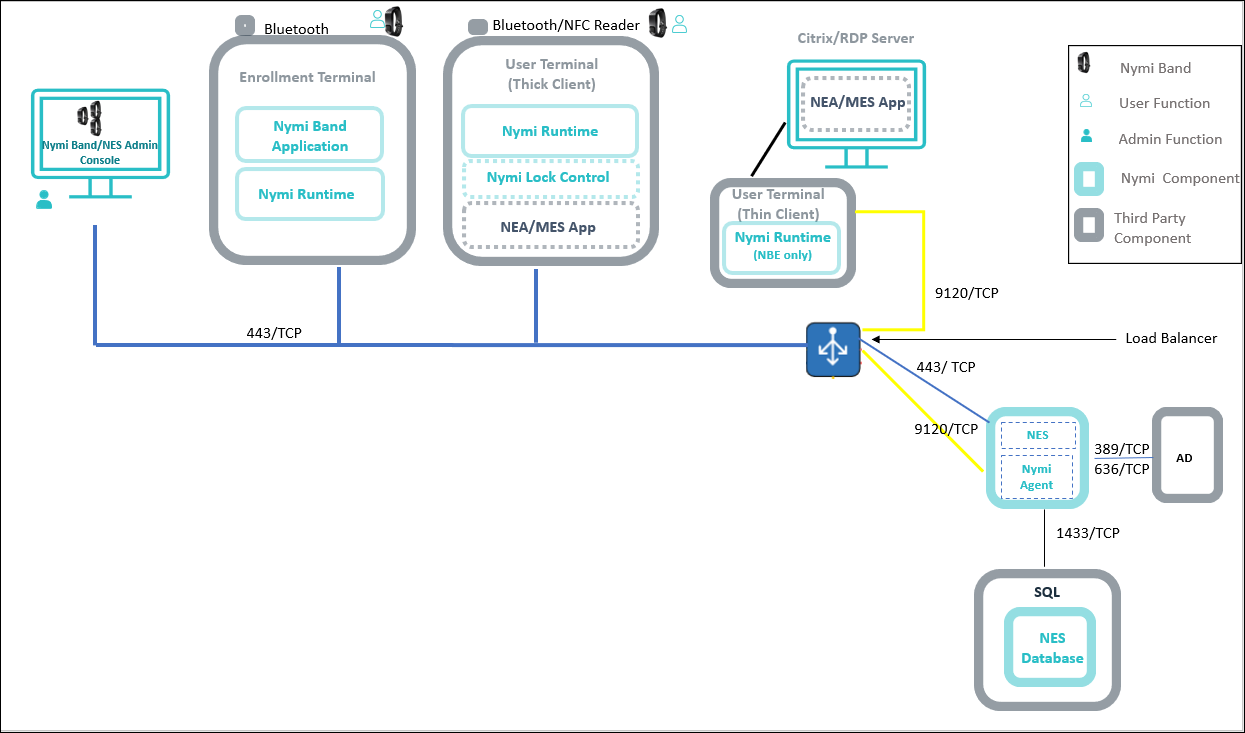 Bluetooth
Bluetooth/NFC Reader
Citrix/RDP Server
Nymi Band/NES Admin
Console
Enrollment Terminal
Nymi Band
Application
Nymi Runtime
User Terminal
(Thick Client)
Nymi Runtime
Nymi Lock Control
NEA/MES App
NEA/MES App
User Terminal
(Thin Client)
Nymi Runtime
(NBE only)
Nymi Band
User Function
Admin Function
Nymi Component
Third Party
Component
9120/TCP
443/TCP
Load Balancer
443/ TCP
9120/TCP
NES
Nymi
Agent
389/TCP
636/TCP
AD
1433/TCP
SQL
NES
Database